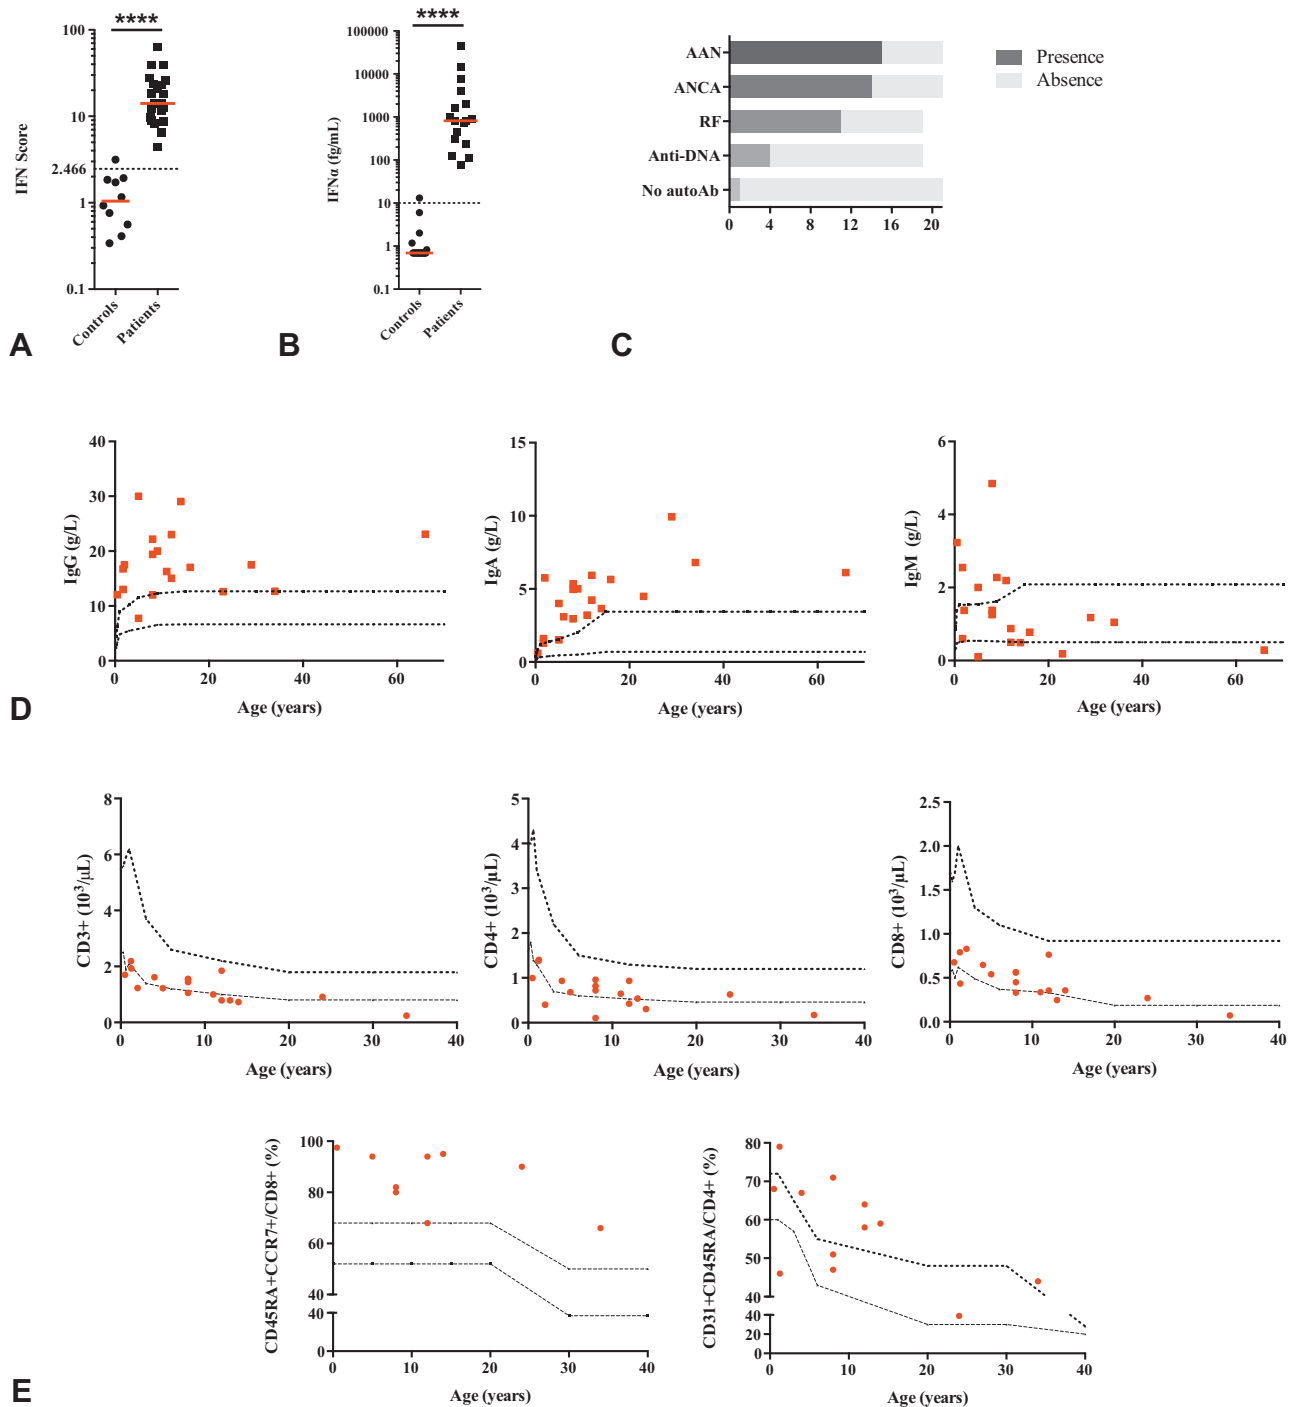 ****
100
10
2.466
1
0.1
IFN Score
Controls
Patients
A
****
100000
10000
1000
100
10
1
0.1
IFNα (fg/mL)
Controls
Patients
B
AAN
ANCA
RF
Anti-DNA
No autoAb
0 4 8 12 16 20
Presence
Absence
C
40
30
20
10
0
IgG (g/L)
0 20 40 60
Age (years)
15
10
5
0
IgA (g/L)
0 20 40 60
Age (years)
6
4
2
0
IgM (g/L)
0 20 40 60
Age (years)
D
8
6
4
2
0
CD3+ (10³/µL)
0 10 20 30 40
Age (years)
5
4
3
2
1
0
CD4+ (10³/µL)
0 10 20 30 40
Age (years)
2.5
2.0
1.5
1.0
0.5
0.0
CD8+ (10³/µL)
0 10 20 30 40
Age (years)
100
80
60
40
40
0
CD45RA+CCR7+/CD8+ (%)
0 10 20 30 40
Age (years)
80
70
60
50
40
40
20
0
CD31+CD45RA/CD4+ (%)
0 10 20 30 40
Age (years)
E